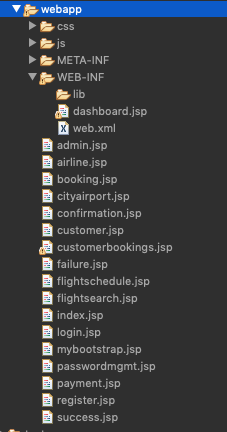 webapp
css
js
META-INF
WEB-INF
lib
dashboard.jsp
web.xml
admin.jsp
airline.jsp
booking.jsp
cityairport.jsp
confirmation.jsp
customer.jsp
customerbookings.jsp
failure.jsp
flightschedule.jsp
flightsearch.jsp
index.jsp
login.jsp
mybootstrap.jsp
passwordmgmt.jsp
payment.jsp
register.jsp
success.jsp